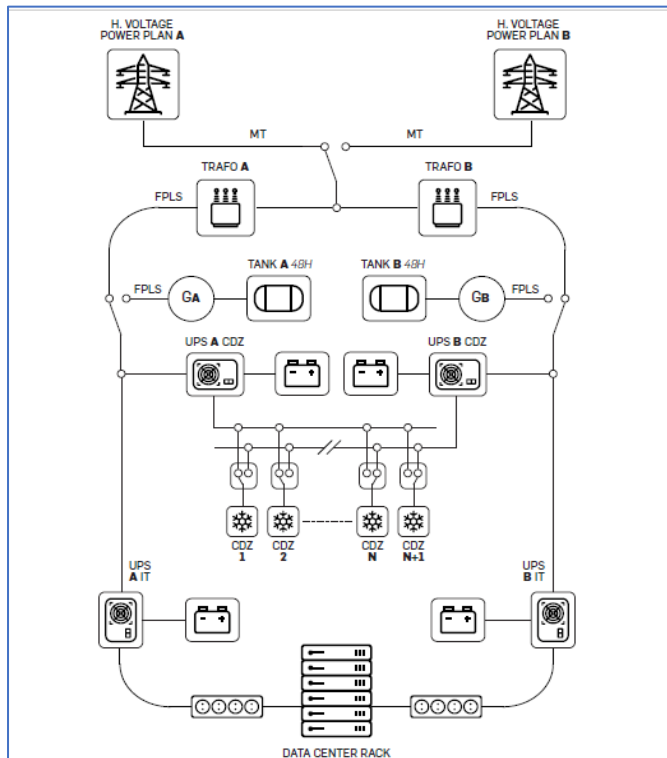 H. VOLTAGE
POWER PLAN A
H. VOLTAGE
POWER PLAN B
MT
MT
TRAFO A
TRAFO B
FPLS
FPLS
TANK A 48H
TANK B 48H
FPLS
GA
GB
FPLS
UPS A CDZ
UPS B CDZ
CDZ
1
CDZ
2
CDZ
N
CDZ
N+1
UPS
A IT
UPS
B IT
DATA CENTER RACK